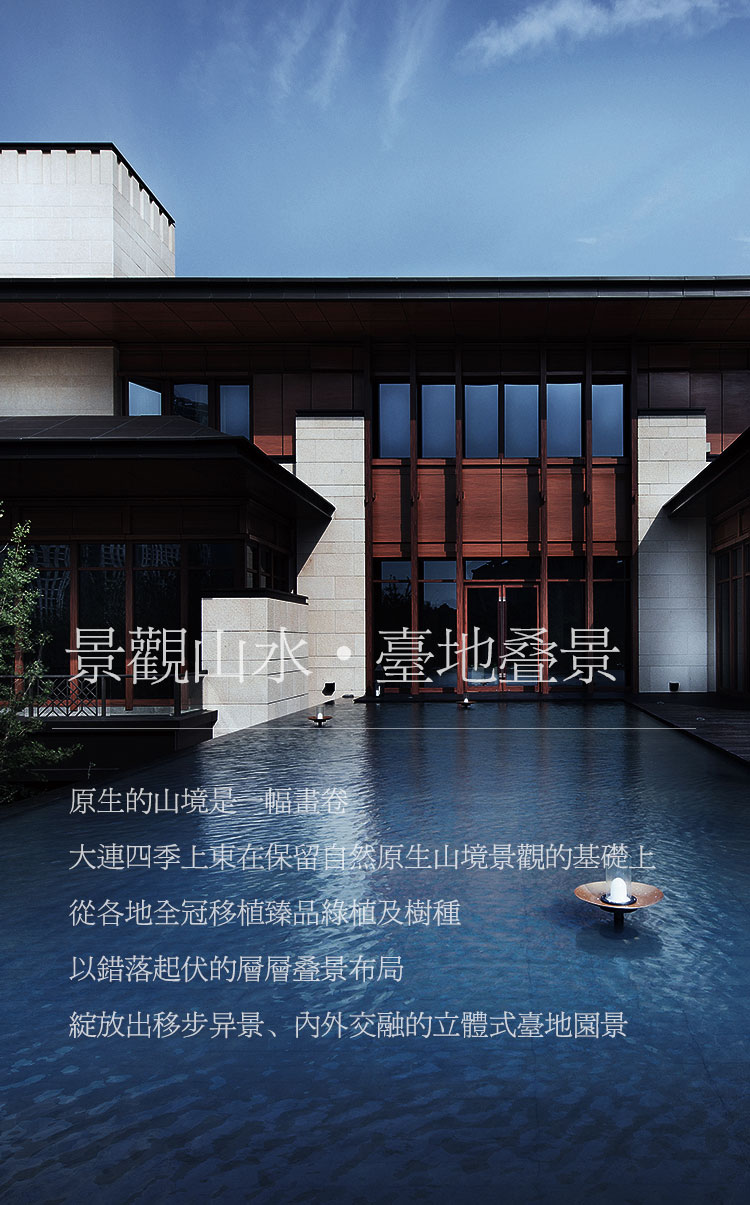 景觀山水·臺地叠景
原生的山境是一幅畫卷
大連四季上東在保留自然原生山境景觀的基礎上
從各地全冠移植臻品綠植及樹種
以錯落起伏的層層叠景布局
綻放出移步异景、內外交融的立體式臺地園景